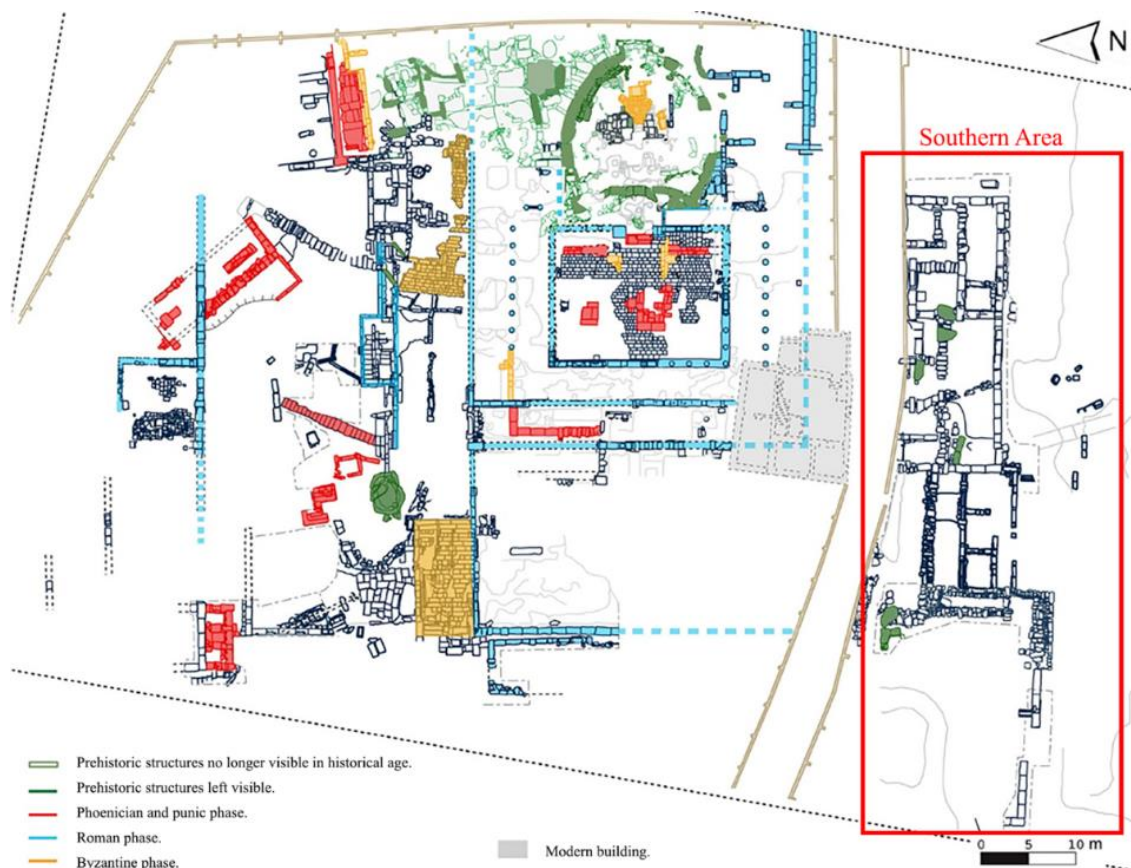 N
Southern Area
Prehistoric structures no longer visible in historical age.
Prehistoric structures left visible.
Phoenician and punic phase.
Roman phase.
Byzantine phase.
Modern building.
0 10 m